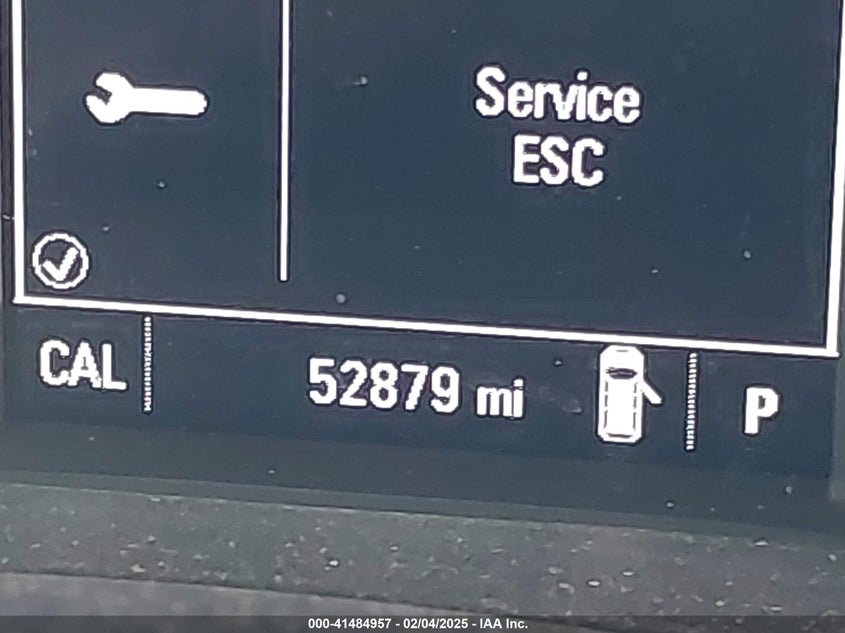 Service
ESC
CAL
52879 mi
P
000-41484957 - 02/04/2025 - IAA Inc.